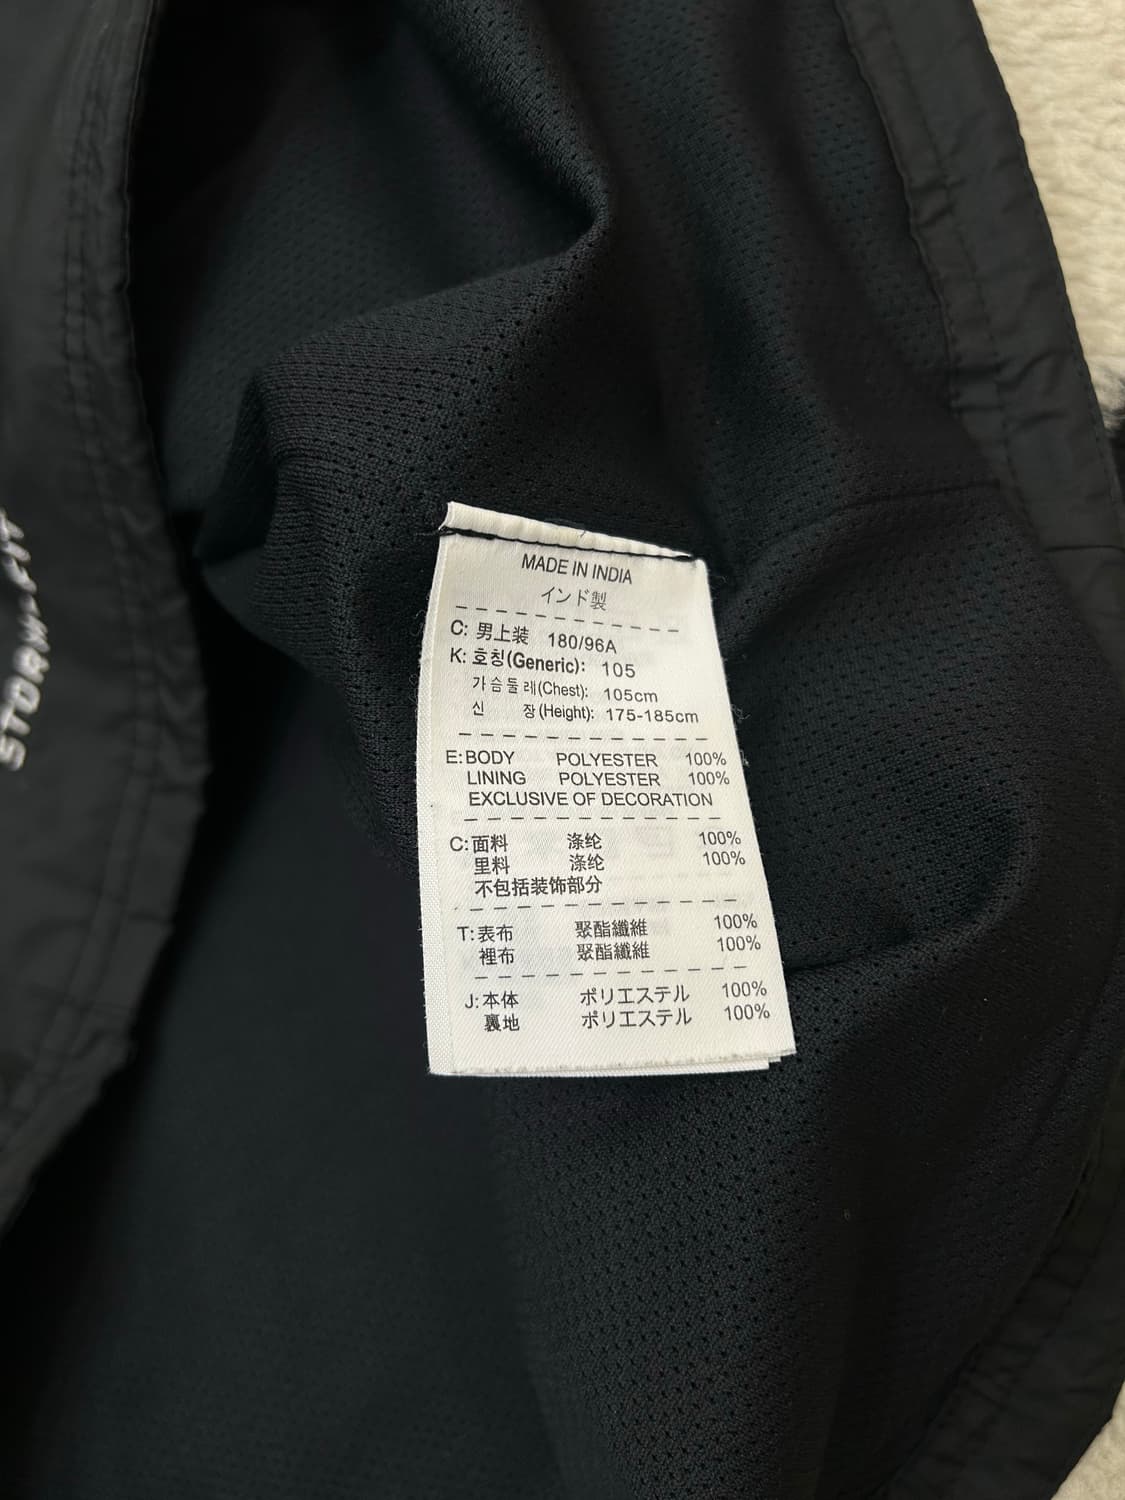 STORM-FIT
MADE IN INDIA
インド製
C: 男上装 180/96A
K: 호칭(Generic): 105
가슴둘레(Chest): 105cm
신 장(Height): 175-185cm
E: BODY POLYESTER 100%
LINING POLYESTER 100%
EXCLUSIVE OF DECORATION
C: 面料 涤纶 100%
里料 涤纶 100%
不包括装饰部分
T: 表布 聚酯纖維 100%
裡布 聚酯纖維 100%
J: 本体 ポリエステル 100%
裏地 ポリエステル 100%